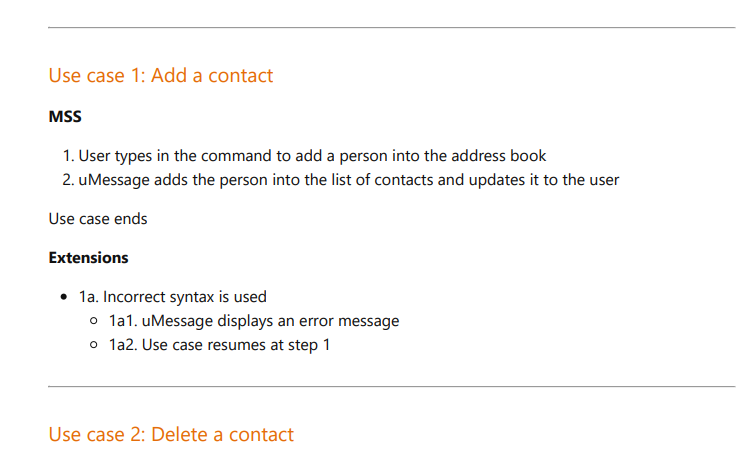 Use case 1: Add a contact
MSS
1. User types in the command to add a person into the address book
2. uMessage adds the person into the list of contacts and updates it to the user
Use case ends
Extensions
• 1a. Incorrect syntax is used
◦ 1a1. uMessage displays an error message
◦ 1a2. Use case resumes at step 1
Use case 2: Delete a contact